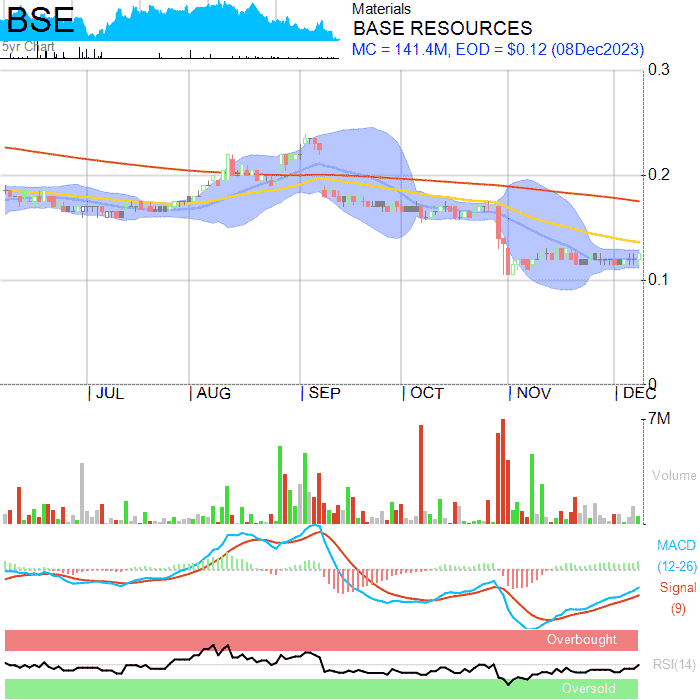 BSE
5yr Chart
Materials
BASE RESOURCES
MC = 141.4M, EOD = $0.12 (08Dec2023)
0.3
0.2
0.1
0
JUL AUG SEP OCT NOV DEC
7M
Volume
MACD
(12-26)
Signal
(9)
Overbought
RSI(14)
Oversold